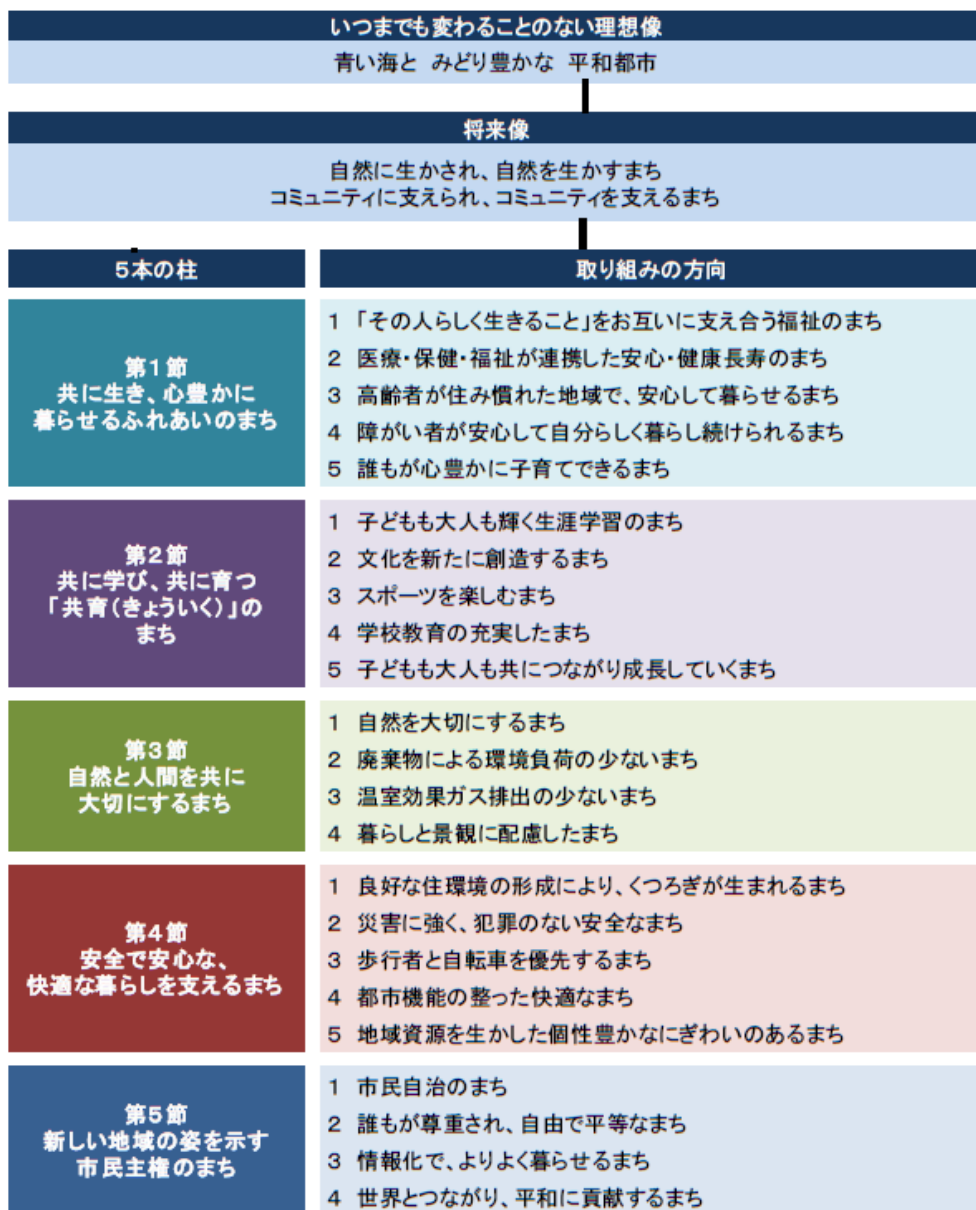 いつまでも変わることのない理想像
青い海と みどり豊かな 平和都市
将来像
自然に生かされ、自然を生かすまち
コミュニティに支えられ、コミュニティを支えるまち
5本の柱
取り組みの方向
第1節
共に生き、心豊かに
暮らせるふれあいのまち
1 「その人らしく生きること」をお互いに支え合う福祉のまち
2 医療・保健・福祉が連携した安心・健康長寿のまち
3 高齢者が住み慣れた地域で、安心して暮らせるまち
4 障がい者が安心して自分らしく暮らし続けられるまち
5 誰もが心豊かに子育てできるまち
第2節
共に学び、共に育つ
「共育(きょういく)」の
まち
1 子どもも大人も輝く生涯学習のまち
2 文化を新たに創造するまち
3 スポーツを楽しむまち
4 学校教育の充実したまち
5 子どもも大人も共につながり成長していくまち
第3節
自然と人間を共に
大切にするまち
1 自然を大切にするまち
2 廃棄物による環境負荷の少ないまち
3 温室効果ガス排出の少ないまち
4 暮らしと景観に配慮したまち
第4節
安全で安心な、
快適な暮らしを支えるまち
1 良好な住環境の形成により、くつろぎが生まれるまち
2 災害に強く、犯罪のない安全なまち
3 歩行者と自転車を優先するまち
4 都市機能の整った快適なまち
5 地域資源を生かした個性豊かなにぎわいのあるまち
第5節
新しい地域の姿を示す
市民主権のまち
1 市民自治のまち
2 誰もが尊重され、自由で平等なまち
3 情報化で、よりよく暮らせるまち
4 世界とつながり、平和に貢献するまち